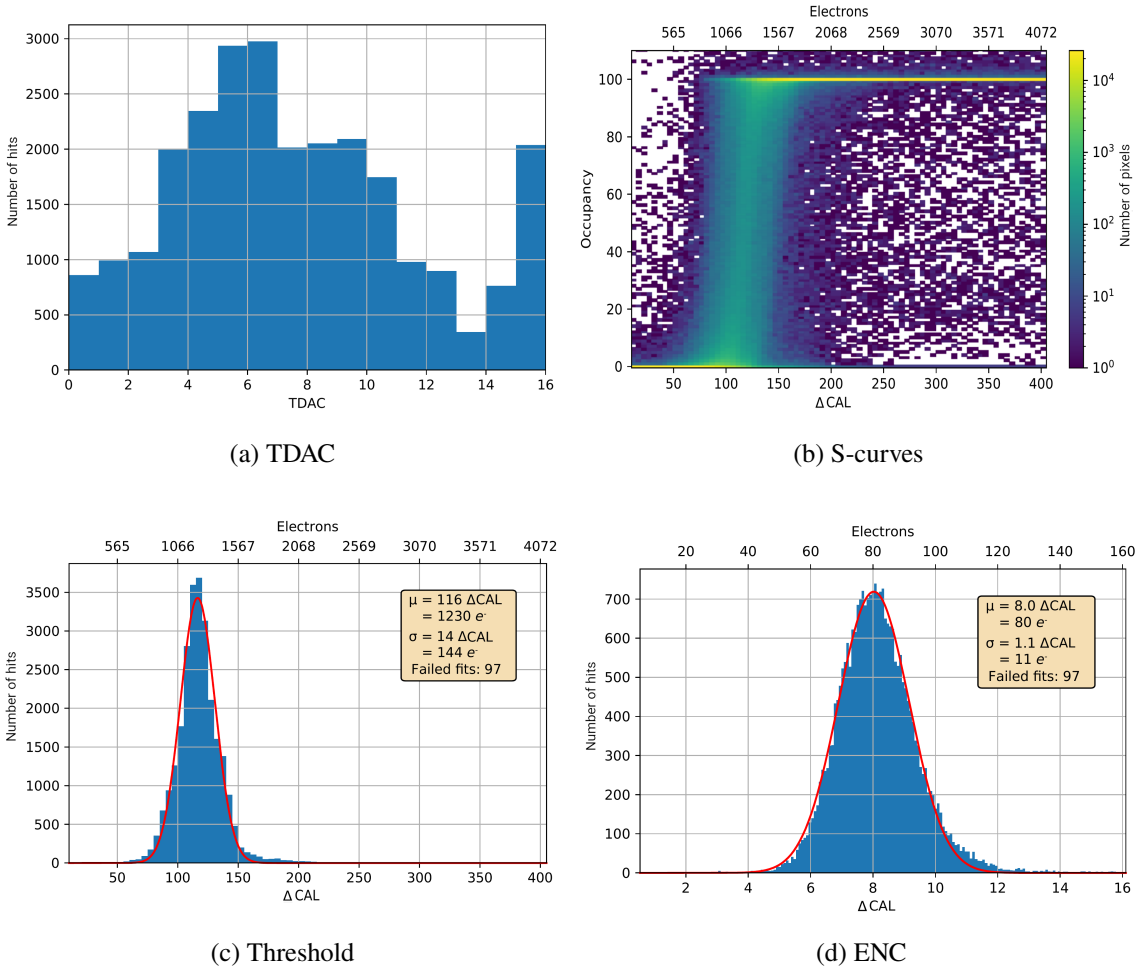 3000
2500
2000
1500
1000
500
0
Number of hits
0 2 4 6 8 10 12 14 16
TDAC
(a) TDAC
Electrons
565 1066 1567 2068 2569 3070 3571 4072
100
80
60
40
20
0
Occupancy
50 100 150 200 250 300 350 400
Δ CAL
10⁴
10³
10²
10¹
10⁰
Number of pixels
(b) S-curves
Electrons
565 1066 1567 2068 2569 3070 3571 4072
3500
3000
2500
2000
1500
1000
500
0
Number of hits
μ = 116 ΔCAL
= 1230 e⁻
σ = 14 ΔCAL
= 144 e⁻
Failed fits: 97
50 100 150 200 250 300 350 400
Δ CAL
(c) Threshold
Electrons
20 40 60 80 100 120 140 160
700
600
500
400
300
200
100
0
Number of hits
μ = 8.0 ΔCAL
= 80 e⁻
σ = 1.1 ΔCAL
= 11 e⁻
Failed fits: 97
2 4 6 8 10 12 14 16
Δ CAL
(d) ENC